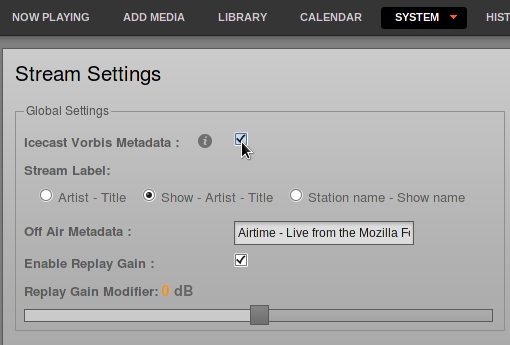 NOW PLAYING ADD MEDIA LIBRARY CALENDAR SYSTEM
Stream Settings
Global Settings
Icecast Vorbis Metadata :
Stream Label:
Artist - Title Show - Artist - Title Station name - Show name
Off Air Metadata : Airtime - Live from the Mozilla
Enable Replay Gain :
Replay Gain Modifier: 0 dB